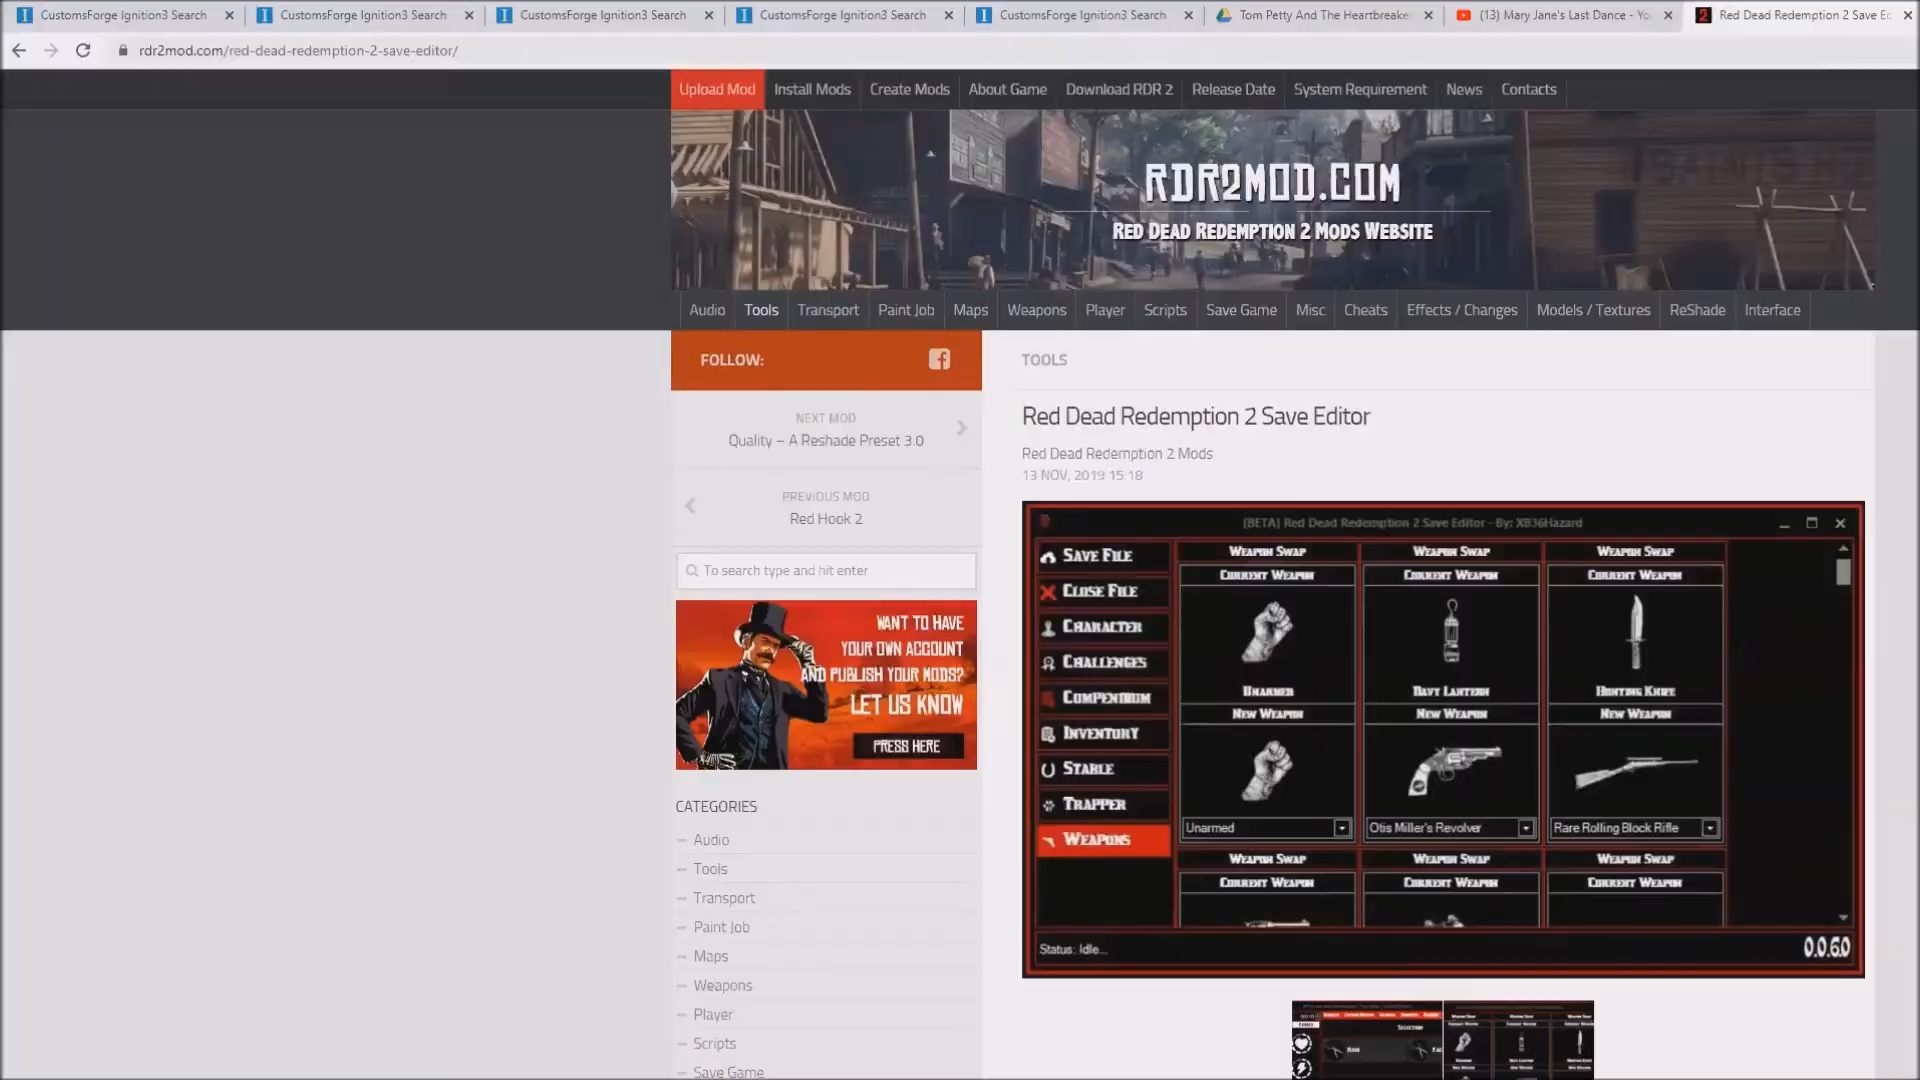 CustomsForge Ignition3 Search
CustomsForge Ignition3 Search
CustomsForge Ignition3 Search
CustomsForge Ignition3 Search
CustomsForge Ignition3 Search
Tom Petty And The Heartbreake
(13) Mary Jane's Last Dance - Yo
Red Dead Redemption 2 Save Ec
rdr2mod.com/red-dead-redemption-2-save-editor/
Upload Mod Install Mods Create Mods About Game Download RDR 2 Release Date System Requirement News Contacts
RDR2MOD.COM
RED DEAD REDEMPTION 2 MODS WEBSITE
Audio Tools Transport Paint Job Maps Weapons Player Scripts Save Game Misc Cheats Effects / Changes Models / Textures ReShade Interface
FOLLOW:
NEXT MOD
Quality – A Reshade Preset 3.0
PREVIOUS MOD
Red Hook 2
To search type and hit enter
WANT TO HAVE
YOUR OWN ACCOUNT
AND PUBLISH YOUR MODS?
LET US KNOW
PRESS HERE
CATEGORIES
– Audio
– Tools
– Transport
– Paint Job
– Maps
– Weapons
– Player
– Scripts
– Save Game
TOOLS
Red Dead Redemption 2 Save Editor
Red Dead Redemption 2 Mods
13 NOV, 2019 15:18
(BETA) Red Dead Redemption 2 Save Editor - By: XB36Hazard
SAVE FILE
CLOSE FILE
CHARACTER
CHALLENGES
COMPENDIUM
INVENTORY
STABLE
TRAPPER
WEAPONS
WEAPON SWAP WEAPON SWAP WEAPON SWAP
CURRENT WEAPON CURRENT WEAPON CURRENT WEAPON
UNARMED DAVY LANTERN HUNTING KNIFE
NEW WEAPON NEW WEAPON NEW WEAPON
Unarmed Otis Miller's Revolver Rare Rolling Block Rifle
WEAPON SWAP WEAPON SWAP WEAPON SWAP
CURRENT WEAPON CURRENT WEAPON CURRENT WEAPON
Status: Idle...
0.0.6.0